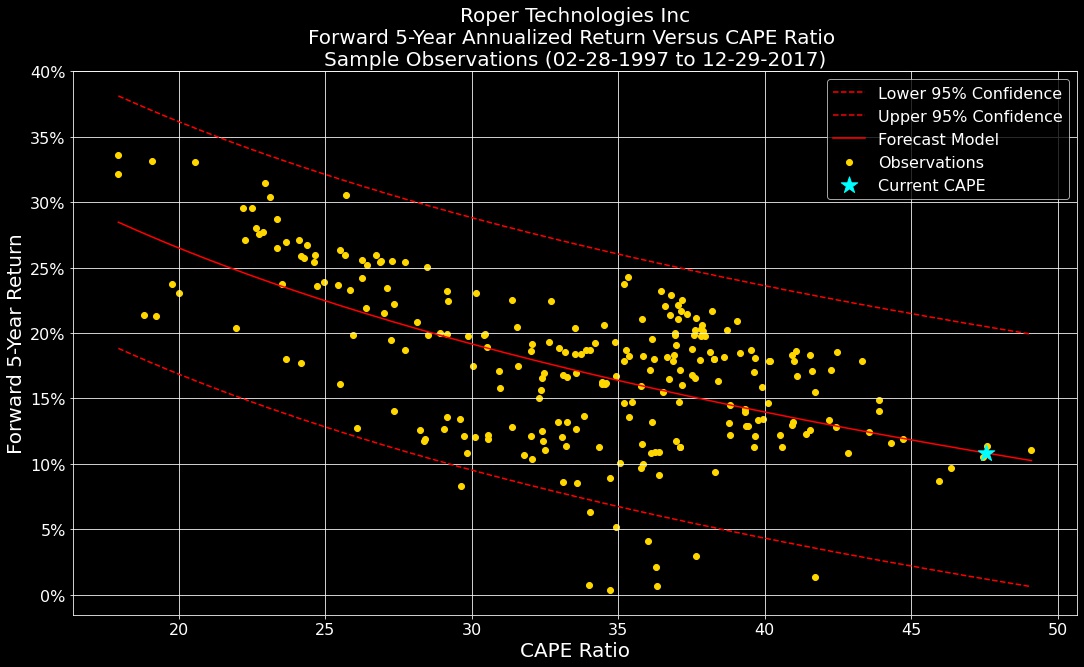 Roper Technologies Inc
Forward 5-Year Annualized Return Versus CAPE Ratio
Sample Observations (02-28-1997 to 12-29-2017)
Lower 95% Confidence
Upper 95% Confidence
Forecast Model
Observations
Current CAPE
Forward 5-Year Return
40%
35%
30%
25%
20%
15%
10%
5%
0%
20 25 30 35 40 45 50
CAPE Ratio